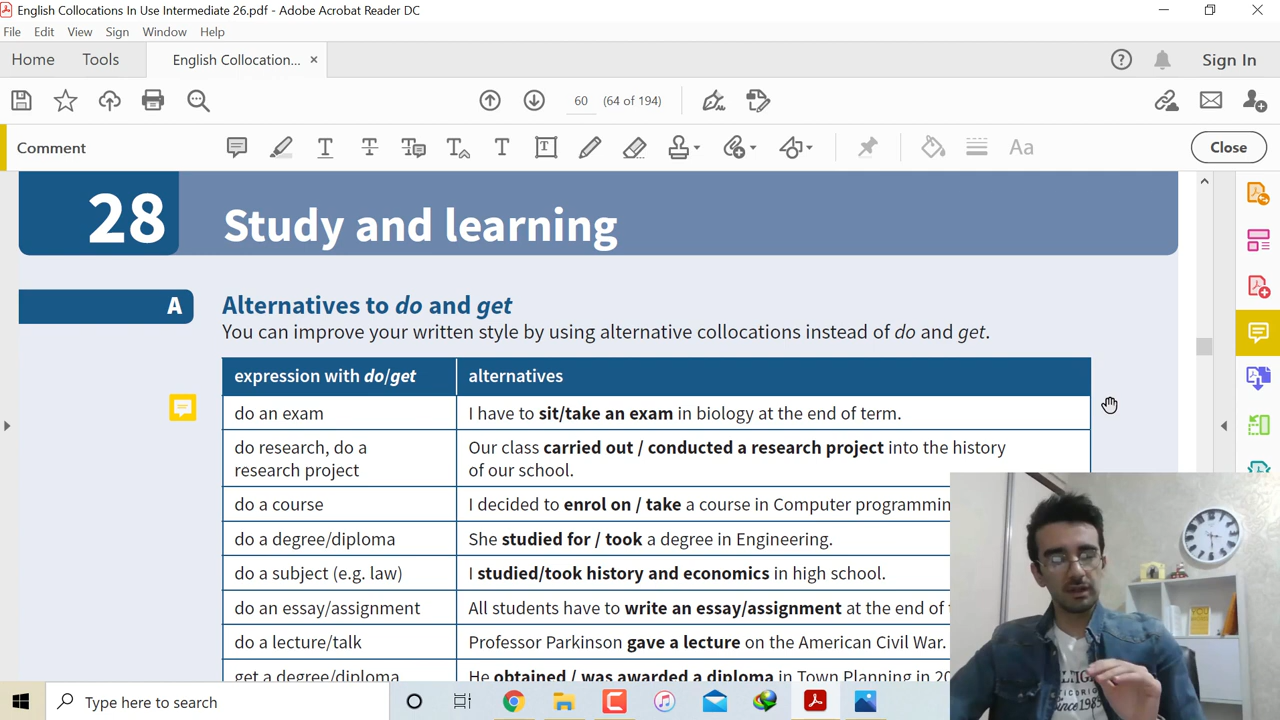 English Collocations In Use Intermediate 26.pdf - Adobe Acrobat Reader DC
File Edit View Sign Window Help
Home Tools English Collocation... ×
Sign In
60 (64 of 194)
Comment
Close
28 Study and learning
A Alternatives to do and get
You can improve your written style by using alternative collocations instead of do and get.
expression with do/get alternatives
do an exam I have to sit/take an exam in biology at the end of term.
do research, do a Our class carried out / conducted a research project into the history
research project of our school.
do a course I decided to enrol on / take a course in Computer programmin
do a degree/diploma She studied for / took a degree in Engineering.
do a subject (e.g. law) I studied/took history and economics in high school.
do an essay/assignment All students have to write an essay/assignment at the end of
do a lecture/talk Professor Parkinson gave a lecture on the American Civil War.
get a degree/diploma He obtained / was awarded a diploma in Town Planning in 20
Since 1989
Type here to search